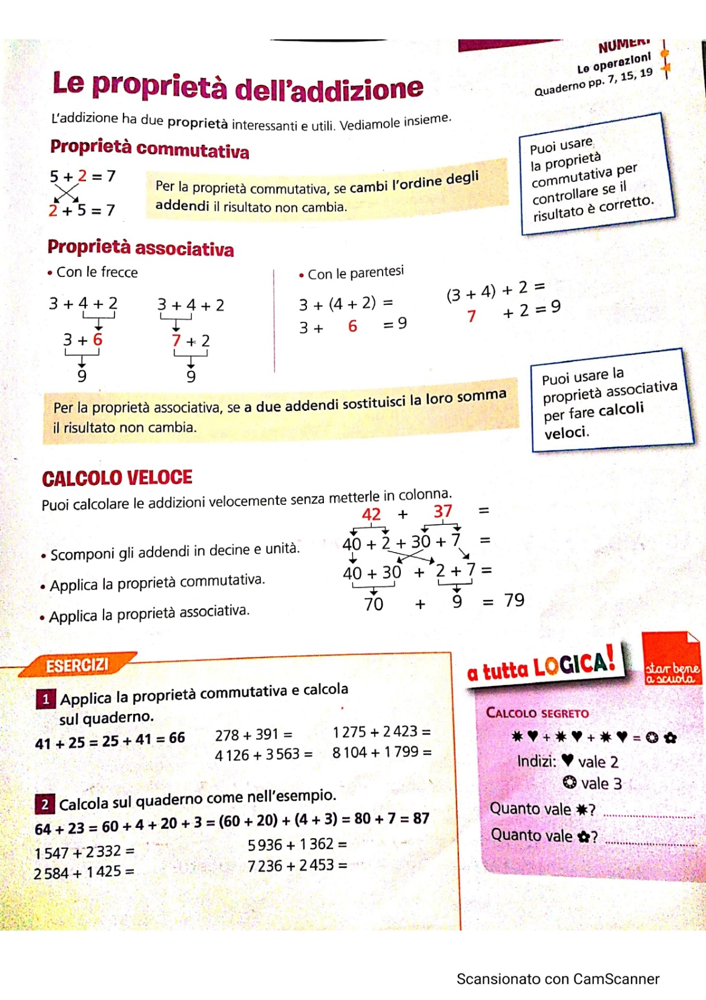 NUMERI
Le operazioni
Quaderno pp. 7, 15, 19
Le proprietà dell'addizione
L'addizione ha due proprietà interessanti e utili. Vediamole insieme.
Proprietà commutativa
5 + 2 = 7
2 + 5 = 7
Per la proprietà commutativa, se cambi l'ordine degli
addendi il risultato non cambia.
Puoi usare
la proprietà
commutativa per
controllare se il
risultato è corretto.
Proprietà associativa
• Con le frecce
3 + 4 + 2
3 + 6
9
3 + 4 + 2
7 + 2
9
• Con le parentesi
3 + (4 + 2) =
3 + 6 = 9
(3 + 4) + 2 =
7 + 2 = 9
Per la proprietà associativa, se a due addendi sostituisci la loro somma
il risultato non cambia.
Puoi usare la
proprietà associativa
per fare calcoli
veloci.
CALCOLO VELOCE
Puoi calcolare le addizioni velocemente senza metterle in colonna.
42 + 37 =
• Scomponi gli addendi in decine e unità.
40 + 2 + 30 + 7 =
• Applica la proprietà commutativa.
40 + 30 + 2 + 7 =
• Applica la proprietà associativa.
70 + 9 = 79
ESERCIZI
1 Applica la proprietà commutativa e calcola
sul quaderno.
41 + 25 = 25 + 41 = 66 278 + 391 = 1 275 + 2 423 =
4 126 + 3 563 = 8 104 + 1 799 =
2 Calcola sul quaderno come nell'esempio.
64 + 23 = 60 + 4 + 20 + 3 = (60 + 20) + (4 + 3) = 80 + 7 = 87
1 547 + 2 332 = 5 936 + 1 362 =
2 584 + 1 425 = 7 236 + 2 453 =
a tutta LOGICA!
star bene
a scuola
CALCOLO SEGRETO
✷ ♥ + ✷ ♥ + ✷ ♥ = ❂ ✿
Indizi: ♥ vale 2
❂ vale 3
Quanto vale ✷? ....................
Quanto vale ✿? ....................
Scansionato con CamScanner